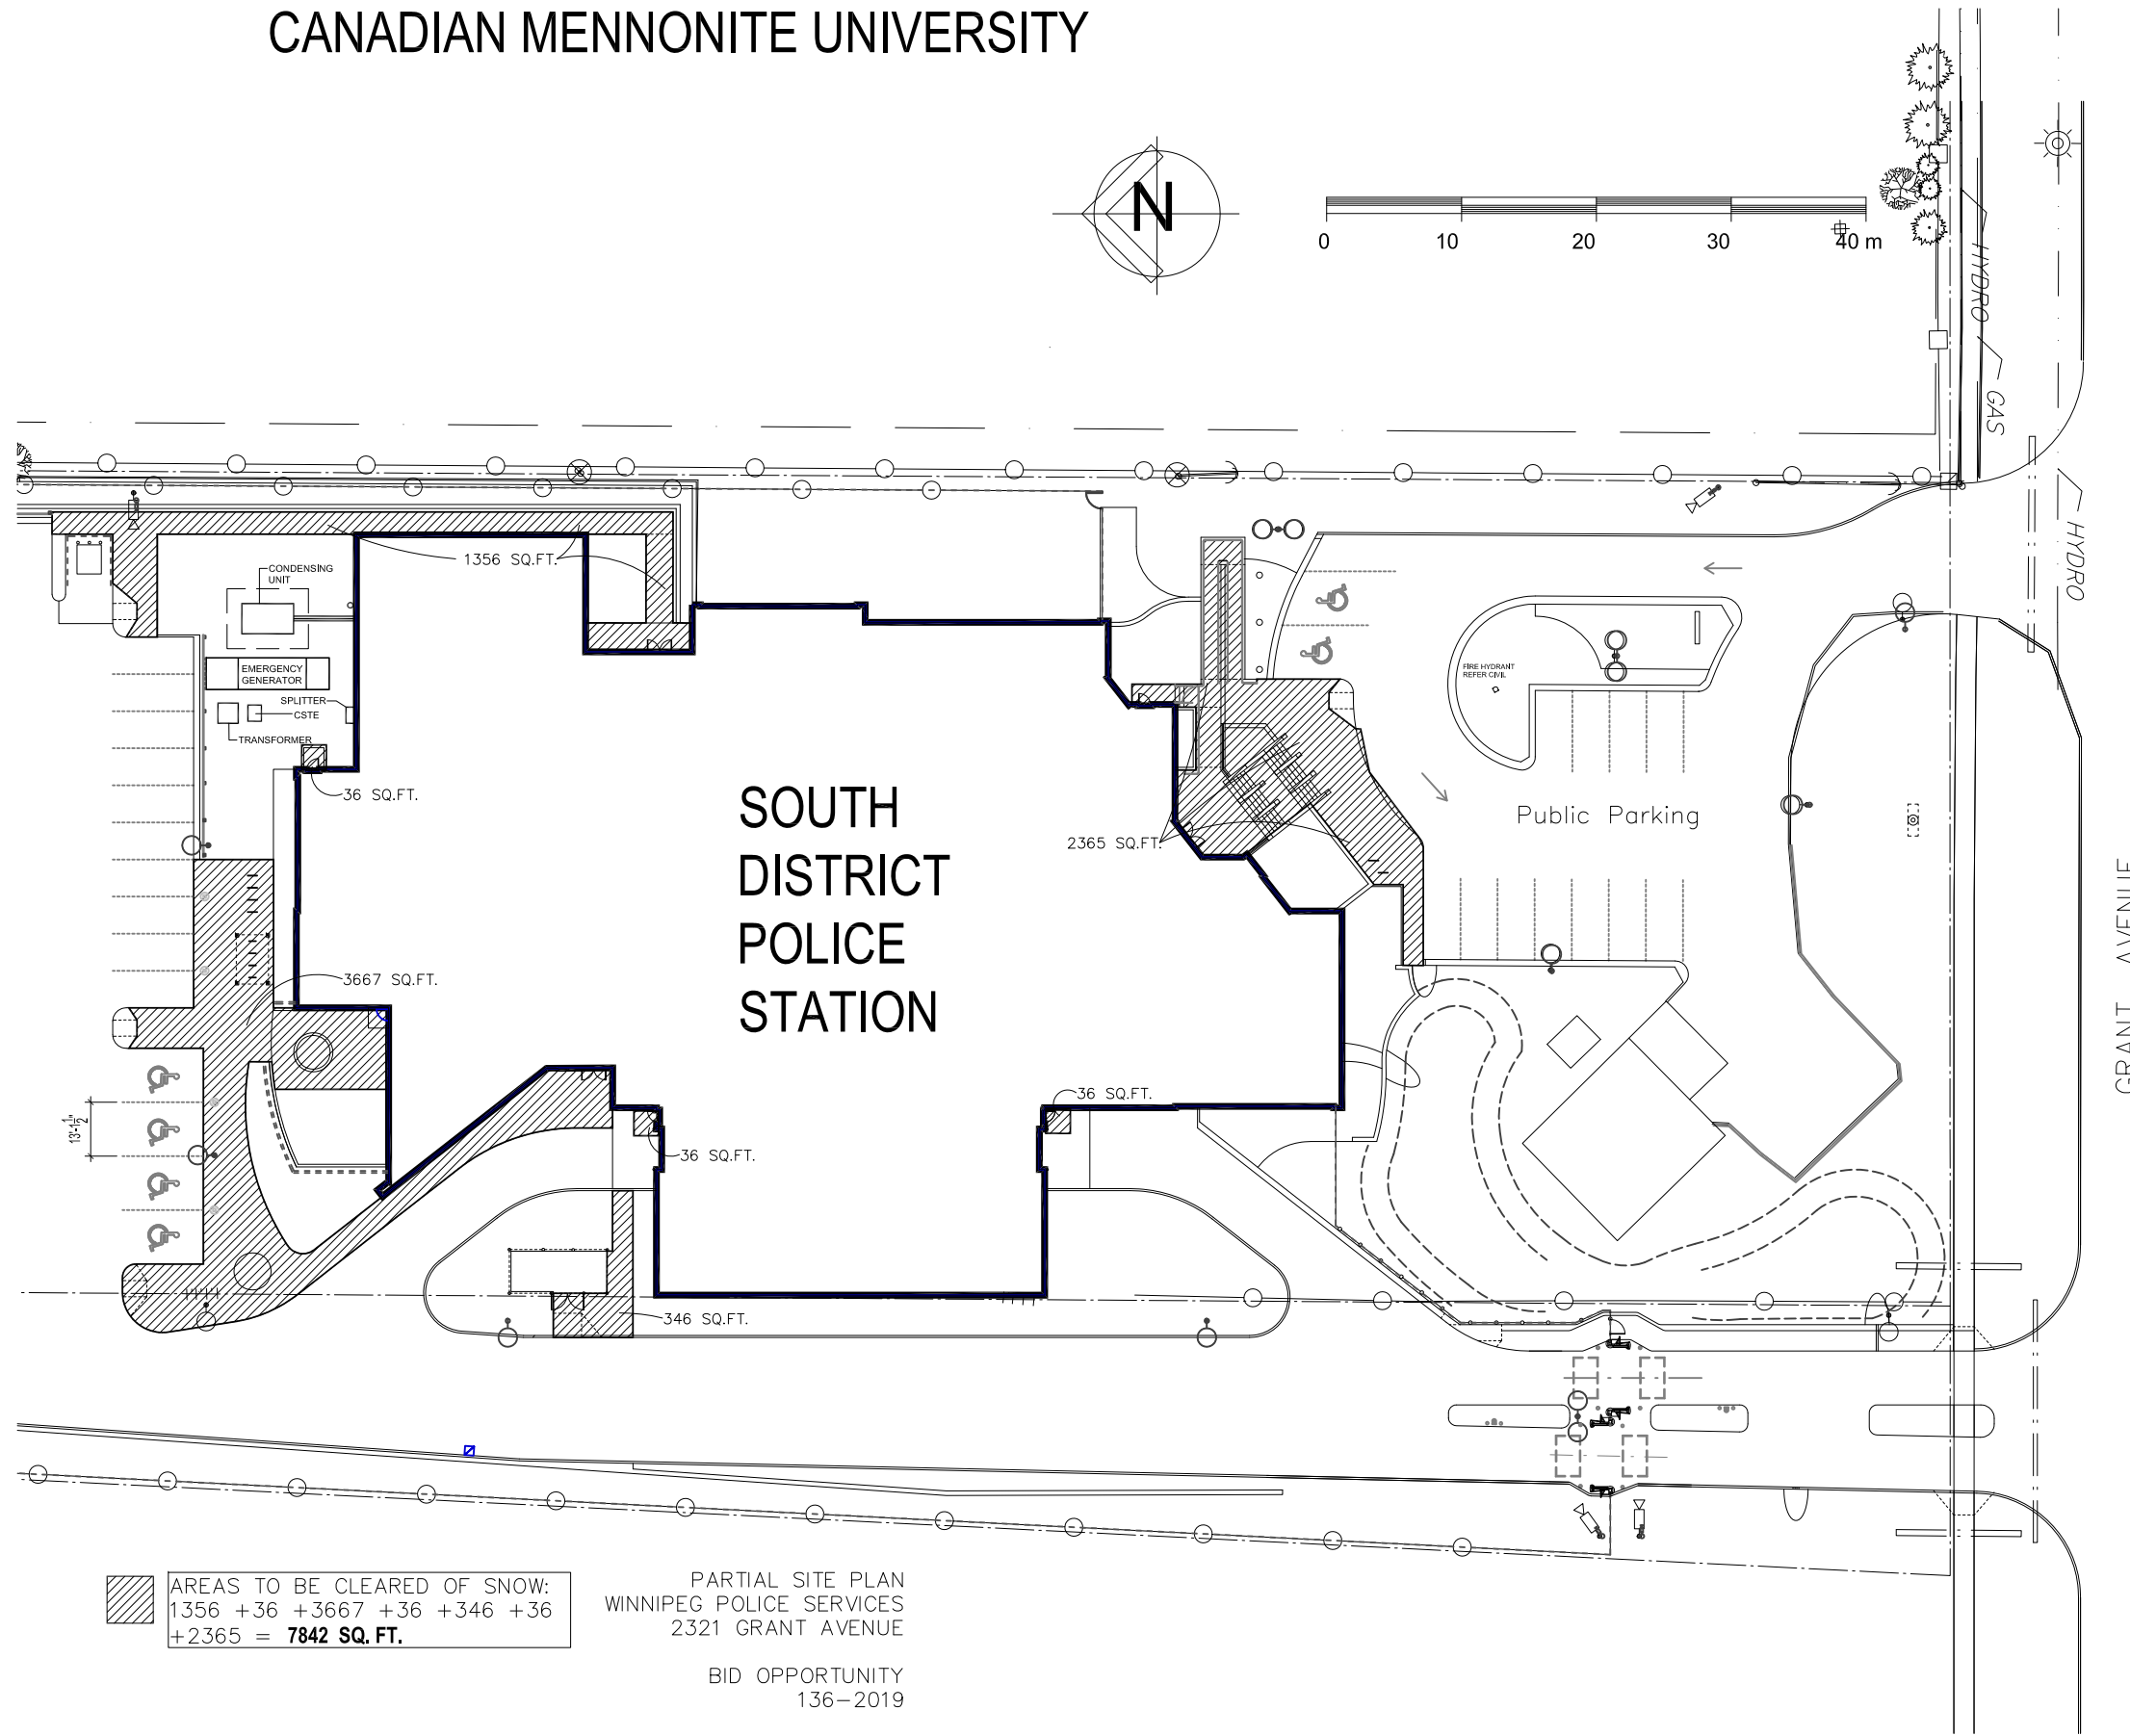 CANADIAN MENNONITE UNIVERSITY
N
0 10 20 30 40 m
HYDRO
GAS
HYDRO
1356 SQ.FT.
CONDENSING
UNIT
EMERGENCY
GENERATOR
SPLITTER
CSTE
TRANSFORMER
FIRE HYDRANT
REFER CIVIL
36 SQ.FT.
SOUTH
DISTRICT
POLICE
STATION
2365 SQ.FT.
Public Parking
GRANT AVENUE
3667 SQ.FT.
36 SQ.FT.
13'-1 1/2"
36 SQ.FT.
346 SQ.FT.
AREAS TO BE CLEARED OF SNOW:
1356 +36 +3667 +36 +346 +36
+2365 = 7842 SQ. FT.
PARTIAL SITE PLAN
WINNIPEG POLICE SERVICES
2321 GRANT AVENUE
BID OPPORTUNITY
136-2019